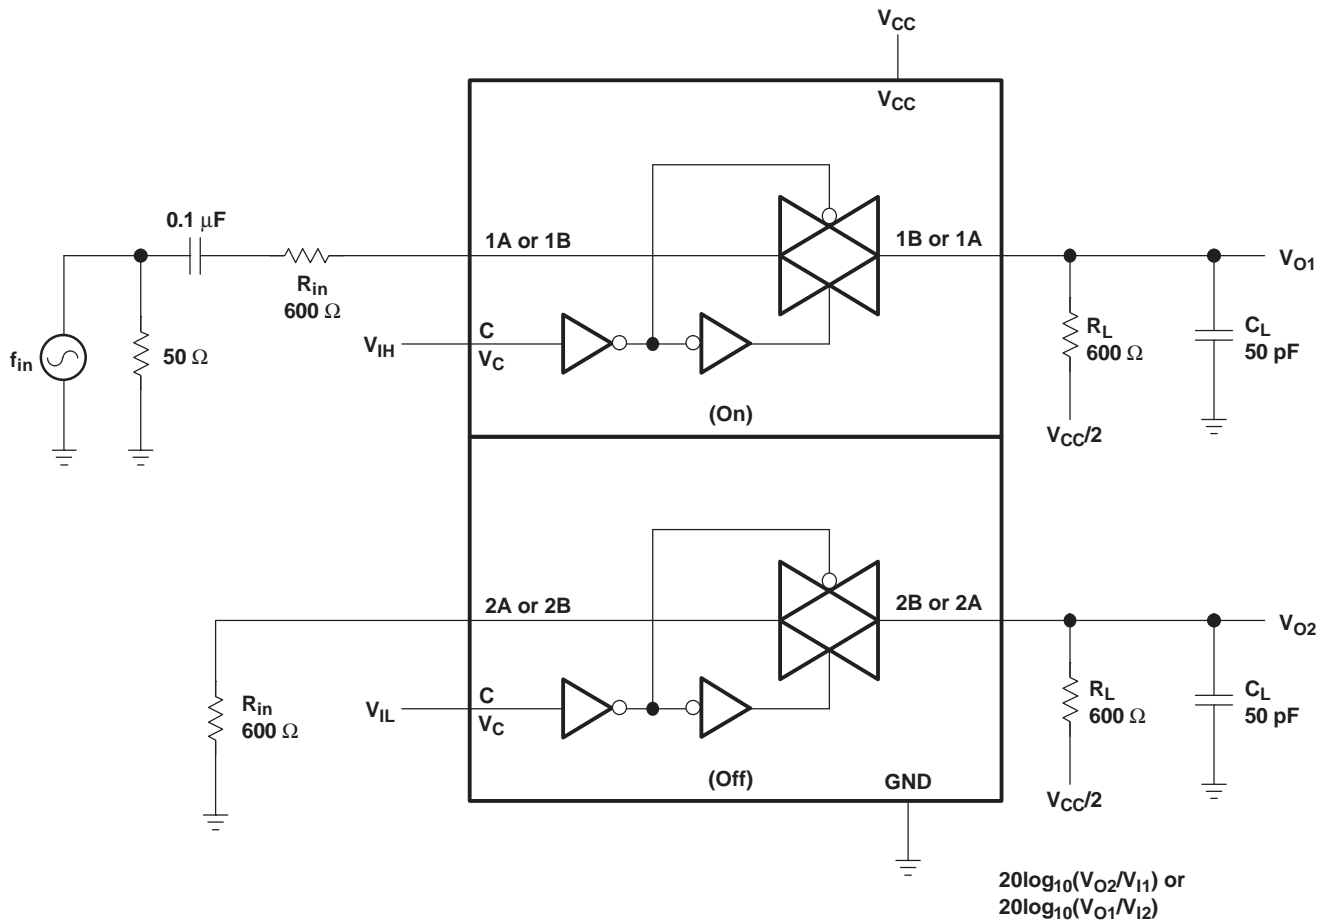 VCC
VCC
0.1 μF
1A or 1B
1B or 1A
VO1
Rin
600 Ω
fin
50 Ω
VIH
C
VC
RL
600 Ω
CL
50 pF
(On)
VCC/2
2A or 2B
2B or 2A
VO2
Rin
600 Ω
VIL
C
VC
RL
600 Ω
CL
50 pF
(Off)
GND
VCC/2
20log10(VO2/VI1) or
20log10(VO1/VI2)